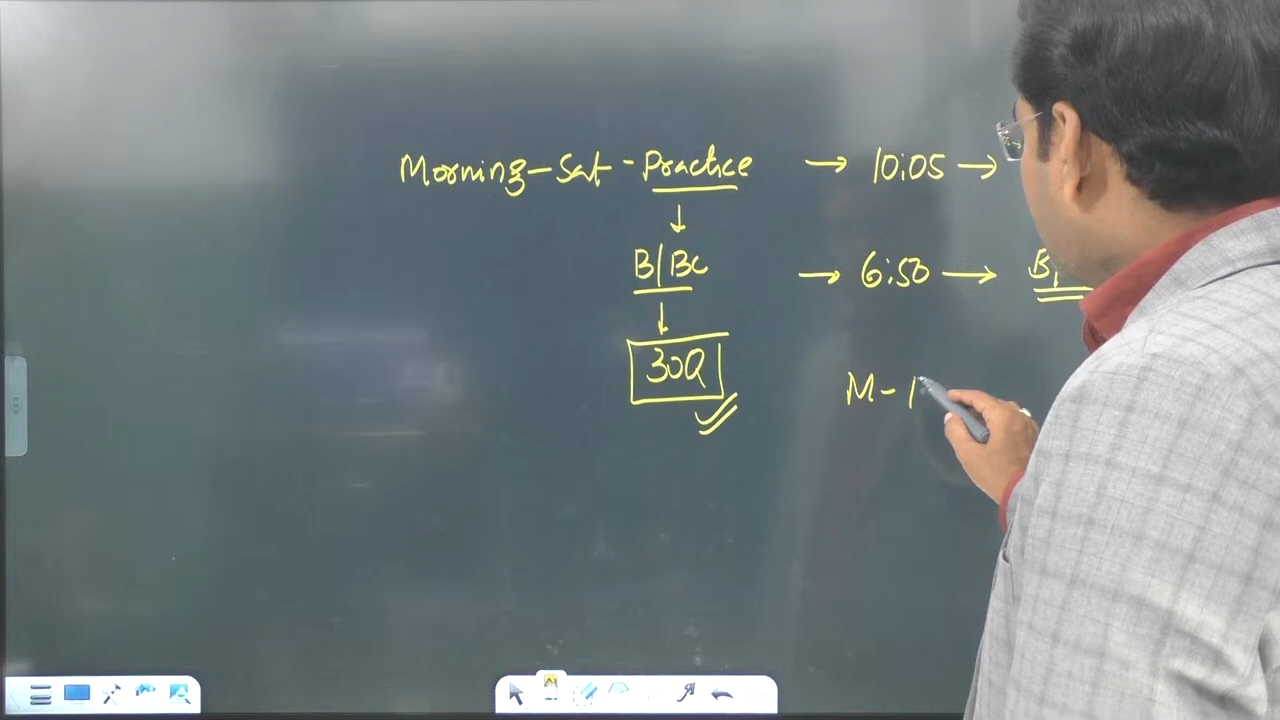 Morning-Sat-Practice → 10:05 →
↓
B/BC → 6:50 →
↓
30Q
M-